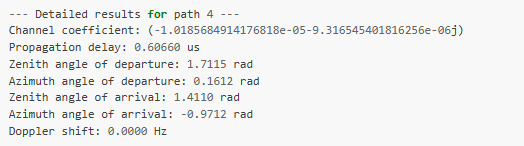 --- Detailed results for path 4 ---
Channel coefficient: (-1.0185684914176818e-05-9.316545401816256e-06j)
Propagation delay: 0.60660 us
Zenith angle of departure: 1.7115 rad
Azimuth angle of departure: 0.1612 rad
Zenith angle of arrival: 1.4110 rad
Azimuth angle of arrival: -0.9712 rad
Doppler shift: 0.0000 Hz